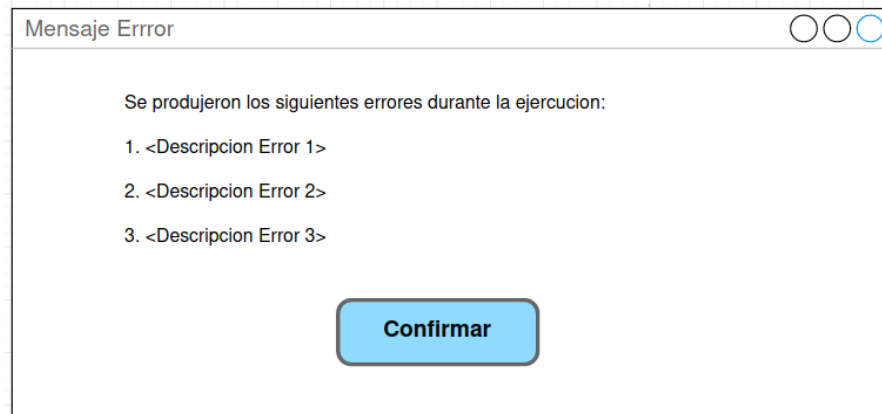 Mensaje Errror
Se produjeron los siguientes errores durante la ejercucion:
1. <Descripcion Error 1>
2. <Descripcion Error 2>
3. <Descripcion Error 3>
Confirmar